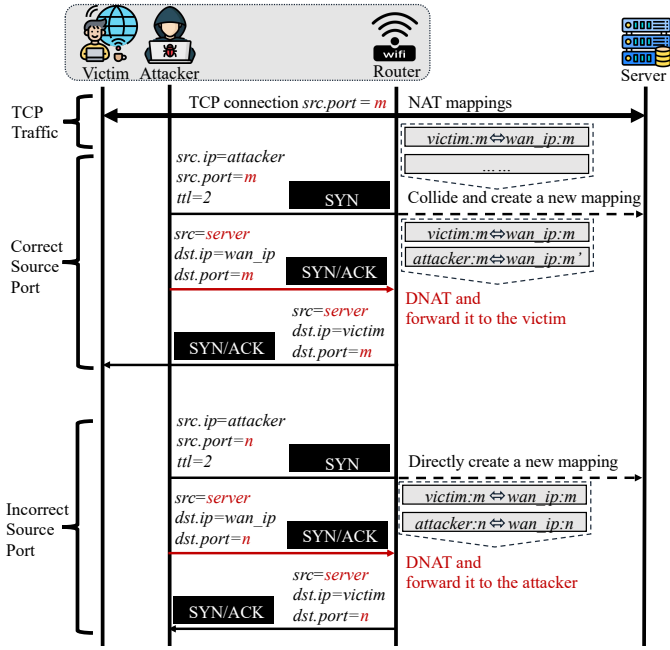 wifi
Victim Attacker Router Server
TCP
Traffic
TCP connection src.port = m
NAT mappings
victim:m⇔wan_ip:m
... ...
Correct
Source
Port
src.ip=attacker
src.port=m
ttl=2
SYN
Collide and create a new mapping
src=server
dst.ip=wan_ip
dst.port=m
SYN/ACK
victim:m⇔wan_ip:m
attacker:m⇔wan_ip:m’
DNAT and
forward it to the victim
SYN/ACK
src=server
dst.ip=victim
dst.port=m
Incorrect
Source
Port
src.ip=attacker
src.port=n
ttl=2
SYN
Directly create a new mapping
src=server
dst.ip=wan_ip
dst.port=n
SYN/ACK
victim:m⇔wan_ip:m
attacker:n⇔wan_ip:n
DNAT and
forward it to the attacker
SYN/ACK
src=server
dst.ip=victim
dst.port=n